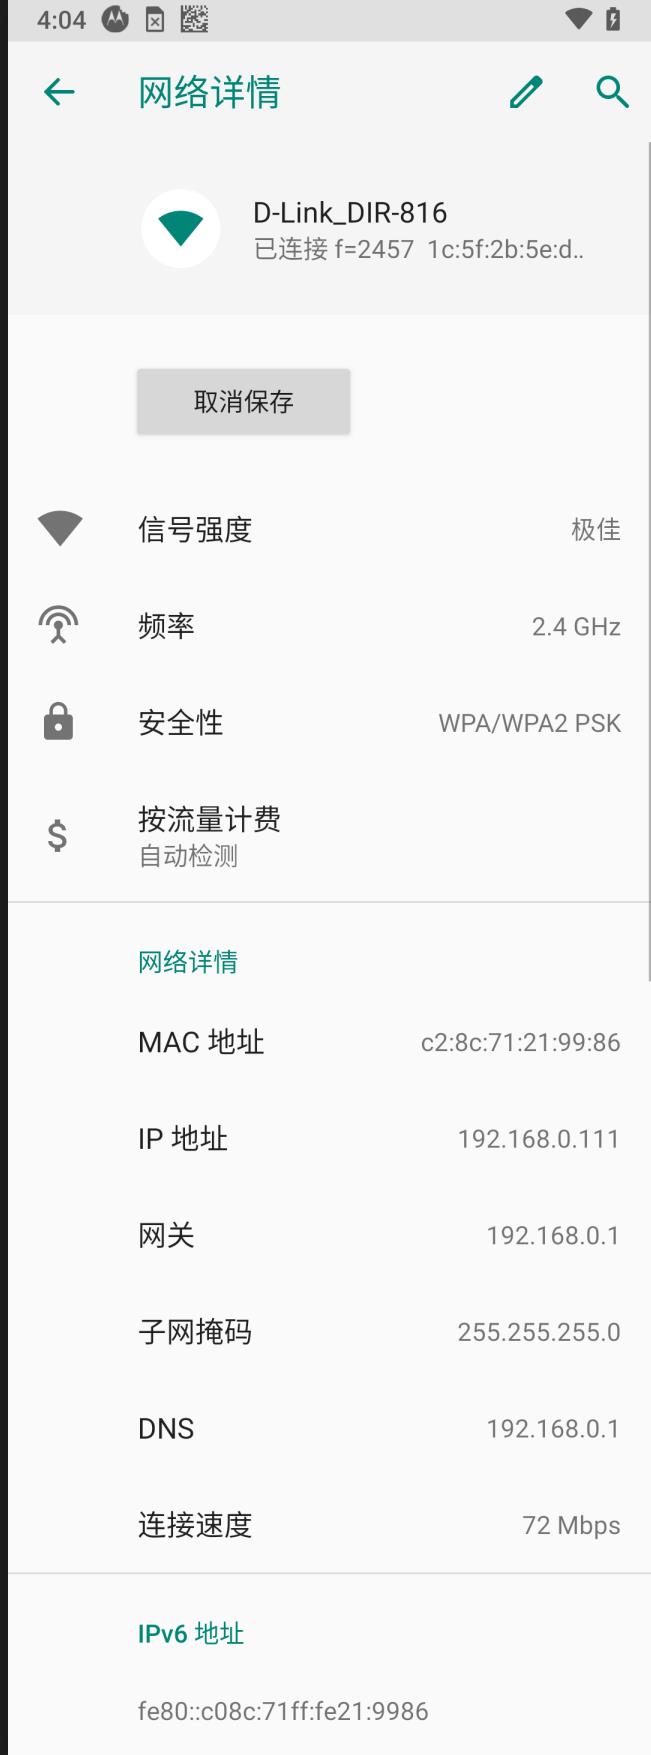 4:04
网络详情
D-Link_DIR-816
已连接 f=2457 1c:5f:2b:5e:d..
取消保存
信号强度 极佳
频率 2.4 GHz
安全性 WPA/WPA2 PSK
按流量计费
自动检测
网络详情
MAC 地址 c2:8c:71:21:99:86
IP 地址 192.168.0.111
网关 192.168.0.1
子网掩码 255.255.255.0
DNS 192.168.0.1
连接速度 72 Mbps
IPv6 地址
fe80::c08c:71ff:fe21:9986